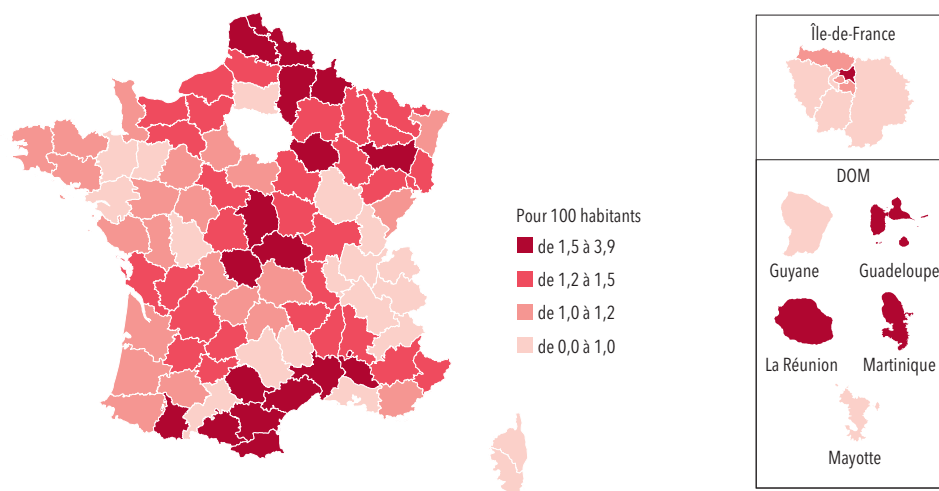 Pour 100 habitants
de 1,5 à 3,9
de 1,2 à 1,5
de 1,0 à 1,2
de 0,0 à 1,0
Île-de-France
DOM
Guyane
Guadeloupe
La Réunion
Martinique
Mayotte